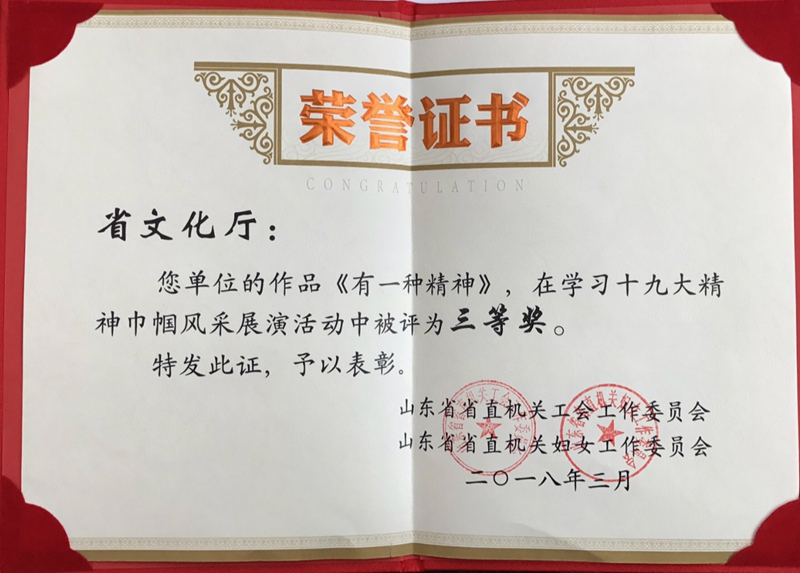 荣誉证书
CONGRATULATION
省文化厅：
您单位的作品《有一种精神》，在学习十九大精
神巾帼风采展演活动中被评为三等奖。
特发此证，予以表彰。
山东省省直机关工会工作委员会
山东省省直机关妇女工作委员会
二〇一八年三月